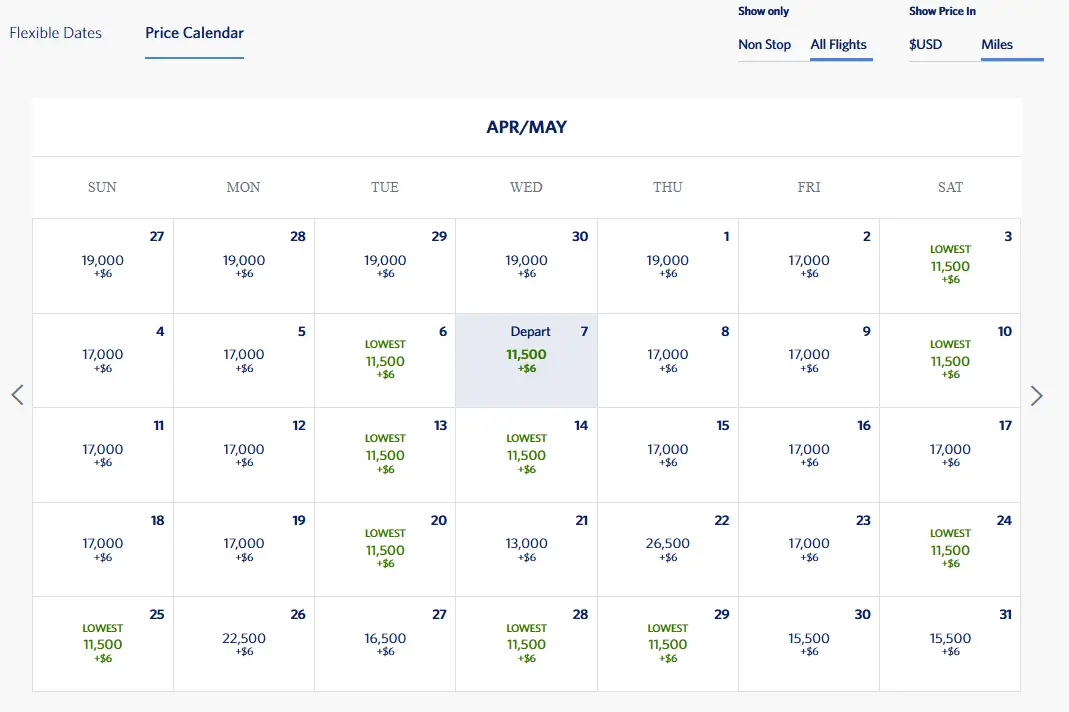 Flexible Dates
Price Calendar
Show only
Non Stop All Flights
Show Price In
$USD Miles
APR/MAY
SUN MON TUE WED THU FRI SAT
27 28 29 30 1 2 3
LOWEST
19,000 19,000 19,000 19,000 19,000 17,000 11,500
+$6 +$6 +$6 +$6 +$6 +$6 +$6
4 5 6 Depart 7 8 9 10
LOWEST LOWEST
17,000 17,000 11,500 11,500 17,000 17,000 11,500
+$6 +$6 +$6 +$6 +$6 +$6 +$6
11 12 13 14 15 16 17
LOWEST LOWEST
17,000 17,000 11,500 11,500 17,000 17,000 17,000
+$6 +$6 +$6 +$6 +$6 +$6 +$6
18 19 20 21 22 23 24
LOWEST LOWEST
17,000 17,000 11,500 13,000 26,500 17,000 11,500
+$6 +$6 +$6 +$6 +$6 +$6 +$6
25 26 27 28 29 30 31
LOWEST LOWEST LOWEST
11,500 22,500 16,500 11,500 11,500 15,500 15,500
+$6 +$6 +$6 +$6 +$6 +$6 +$6